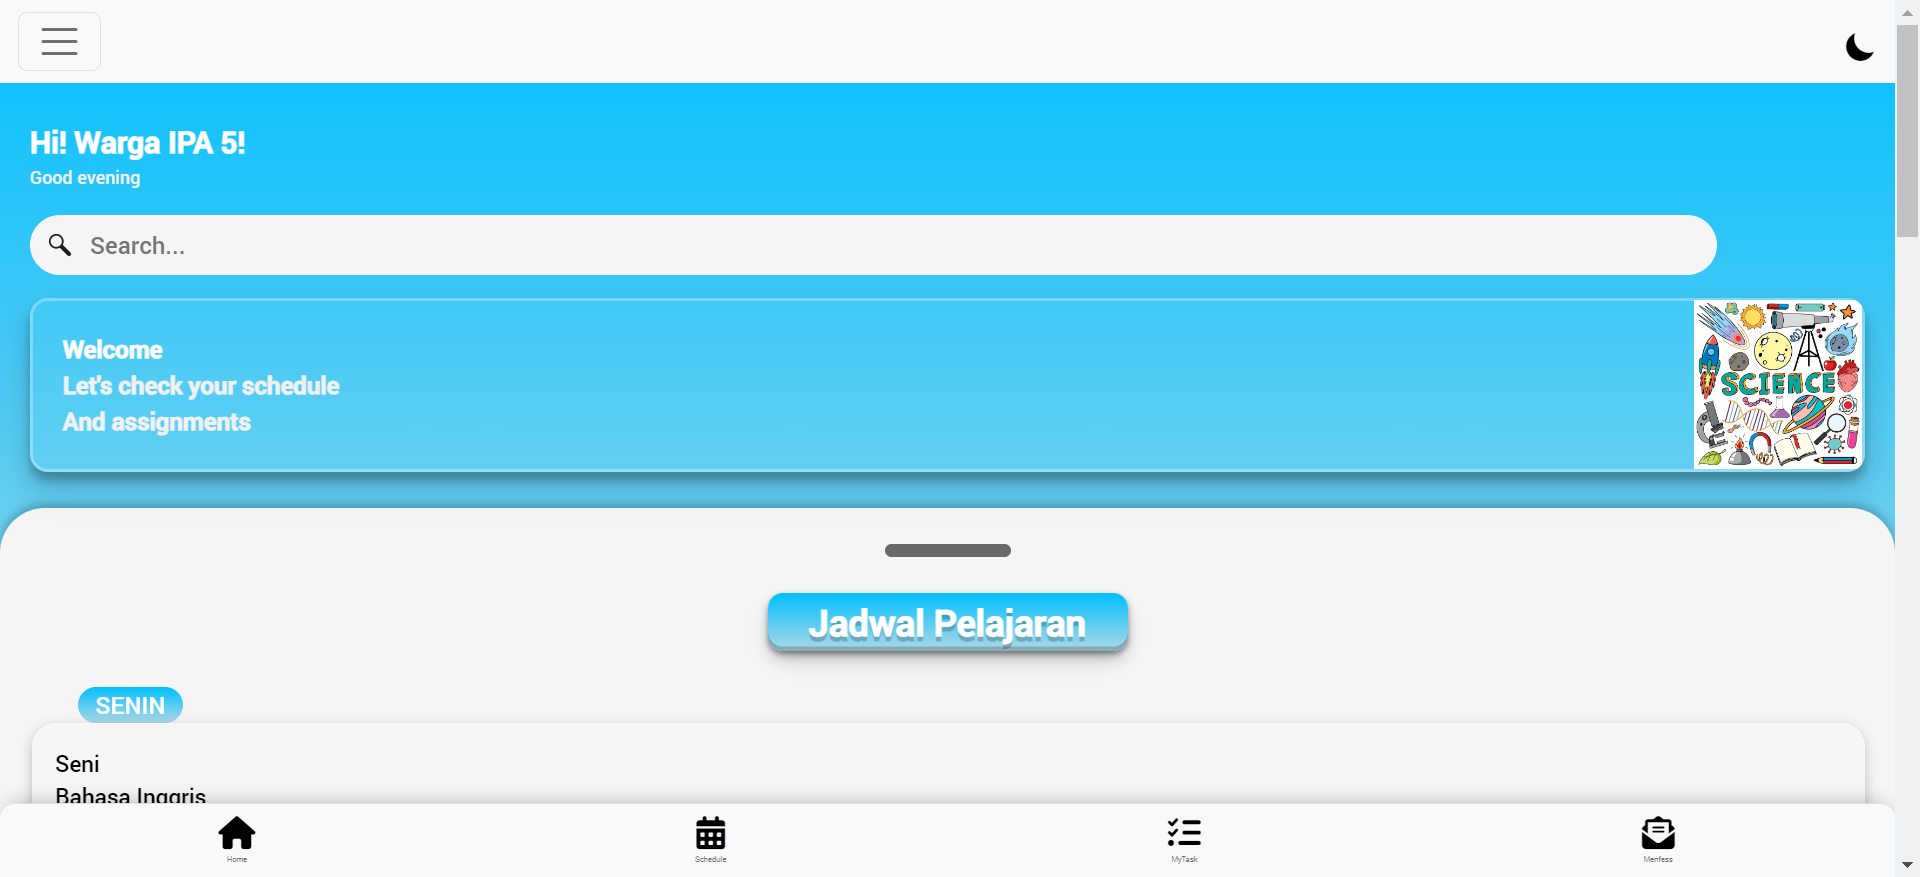 Hi! Warga IPA 5!
Good evening
Search...
Welcome
Let's check your schedule
And assignments
SCIENCE
Jadwal Pelajaran
SENIN
Seni
Bahasa Inggris
Home
Schedule
MyTask
Menfess